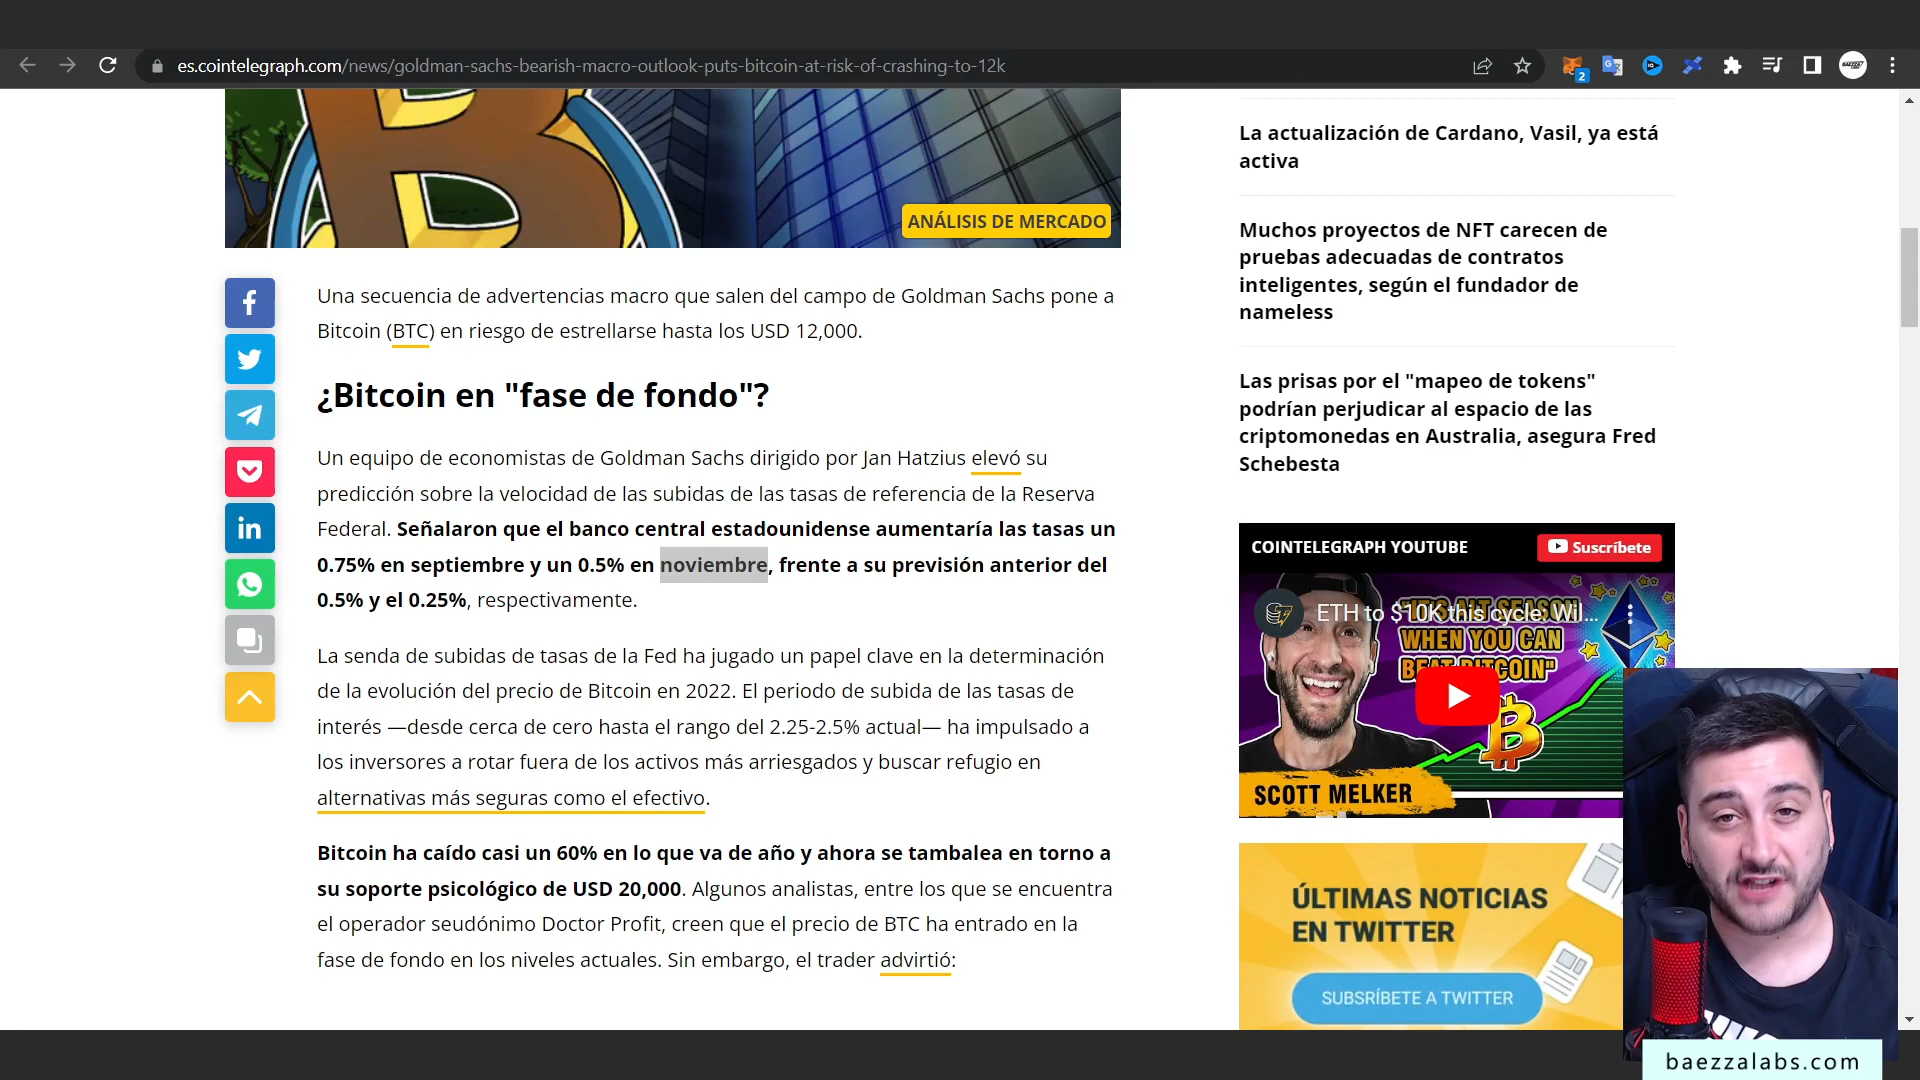 es.cointelegraph.com/news/goldman-sachs-bearish-macro-outlook-puts-bitcoin-at-risk-of-crashing-to-12k
2
ANÁLISIS DE MERCADO
Una secuencia de advertencias macro que salen del campo de Goldman Sachs pone a
Bitcoin (BTC) en riesgo de estrellarse hasta los USD 12,000.
¿Bitcoin en "fase de fondo"?
Un equipo de economistas de Goldman Sachs dirigido por Jan Hatzius elevó su
predicción sobre la velocidad de las subidas de las tasas de referencia de la Reserva
Federal. Señalaron que el banco central estadounidense aumentaría las tasas un
0.75% en septiembre y un 0.5% en noviembre, frente a su previsión anterior del
0.5% y el 0.25%, respectivamente.
La senda de subidas de tasas de la Fed ha jugado un papel clave en la determinación
de la evolución del precio de Bitcoin en 2022. El periodo de subida de las tasas de
interés —desde cerca de cero hasta el rango del 2.25-2.5% actual— ha impulsado a
los inversores a rotar fuera de los activos más arriesgados y buscar refugio en
alternativas más seguras como el efectivo.
Bitcoin ha caído casi un 60% en lo que va de año y ahora se tambalea en torno a
su soporte psicológico de USD 20,000. Algunos analistas, entre los que se encuentra
el operador seudónimo Doctor Profit, creen que el precio de BTC ha entrado en la
fase de fondo en los niveles actuales. Sin embargo, el trader advirtió:
La actualización de Cardano, Vasil, ya está
activa
Muchos proyectos de NFT carecen de
pruebas adecuadas de contratos
inteligentes, según el fundador de
nameless
Las prisas por el "mapeo de tokens"
podrían perjudicar al espacio de las
criptomonedas en Australia, asegura Fred
Schebesta
COINTELEGRAPH YOUTUBE
Suscríbete
ETH to $10K this cycle: Wil...
"IT'S ALT SEASON
WHEN YOU CAN
BEAT BITCOIN"
SCOTT MELKER
ÚLTIMAS NOTICIAS
EN TWITTER
SUBSRÍBETE A TWITTER
baezzalabs.com